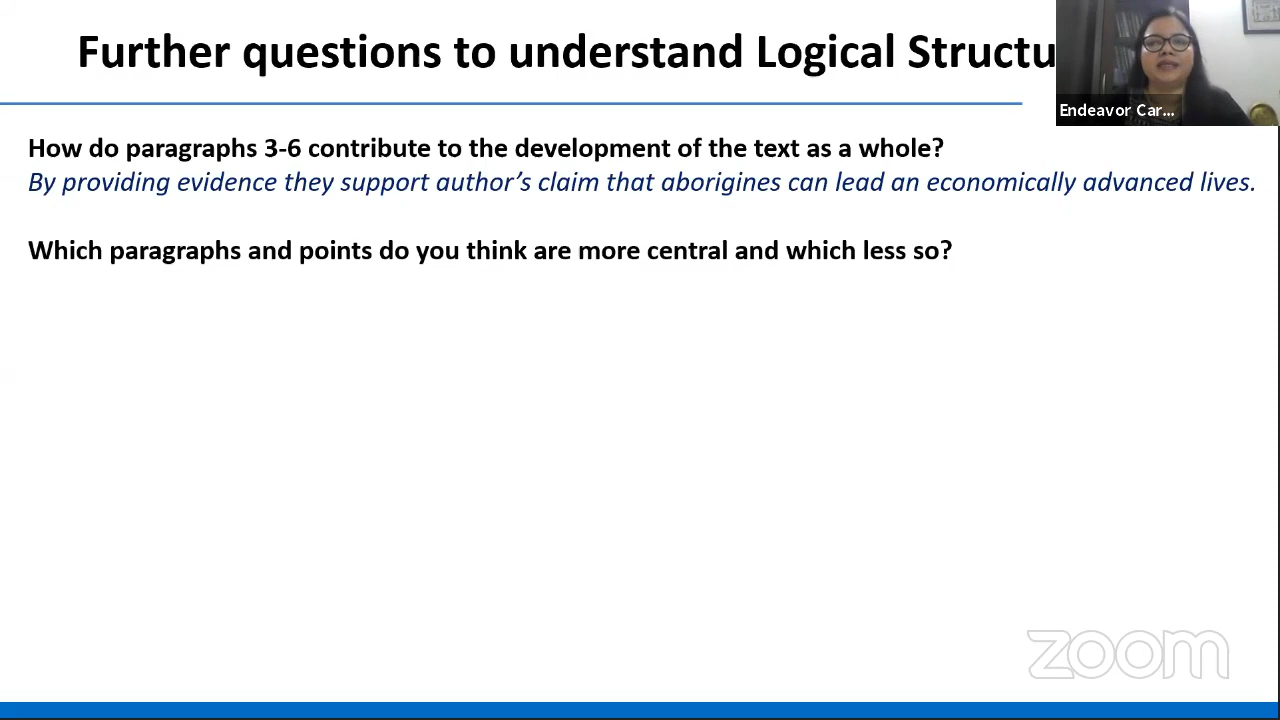 Further questions to understand Logical Structu
Endeavor Car...
How do paragraphs 3-6 contribute to the development of the text as a whole?
By providing evidence they support author's claim that aborigines can lead an economically advanced lives.
Which paragraphs and points do you think are more central and which less so?
zoom